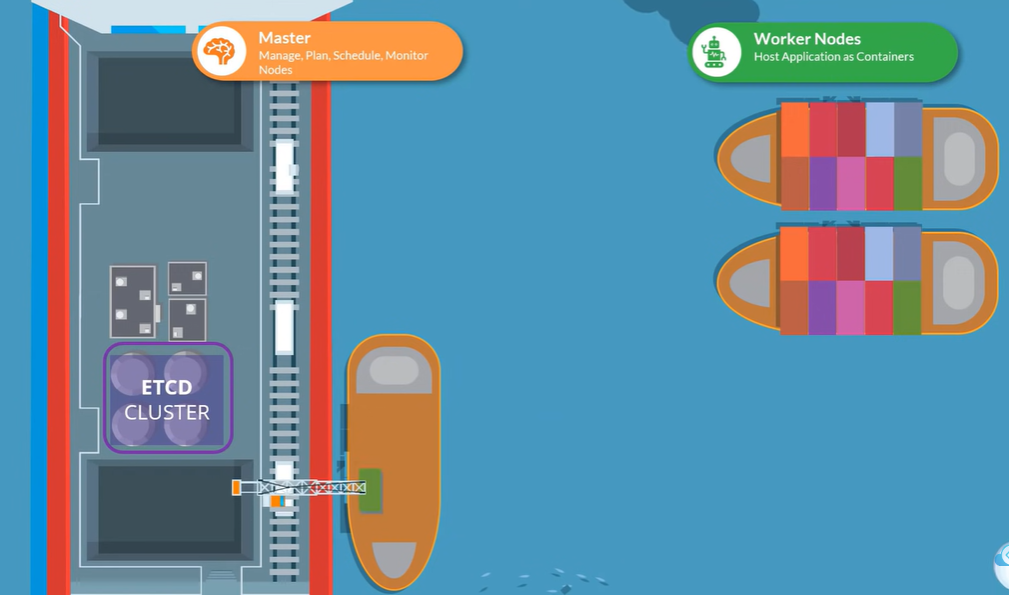 Master
Manage, Plan, Schedule, Monitor
Nodes
Worker Nodes
Host Application as Containers
ETCD
CLUSTER